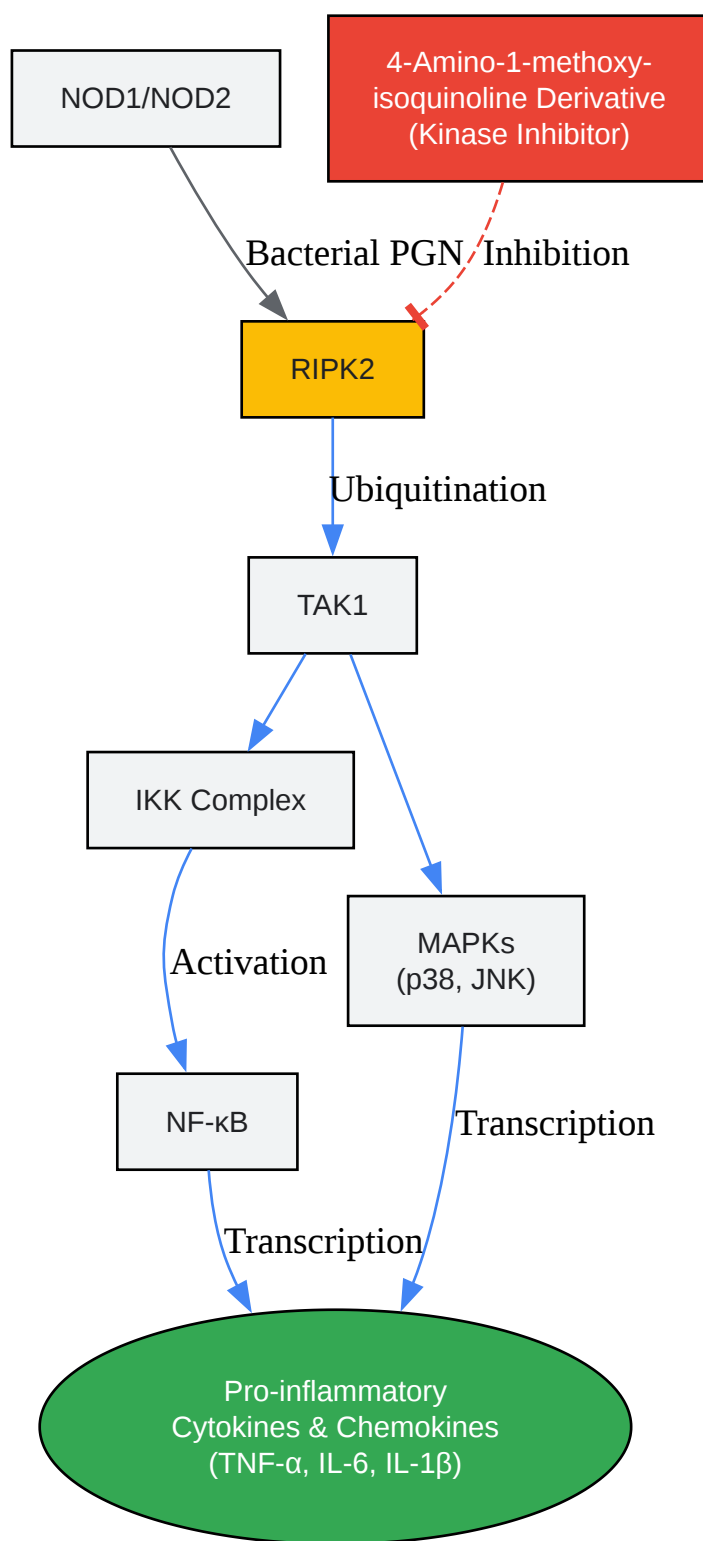 NOD1/NOD2
4-Amino-1-methoxy-
isoquinoline Derivative
(Kinase Inhibitor)
Bacterial PGN
Inhibition
RIPK2
Ubiquitination
TAK1
IKK Complex
MAPKs
(p38, JNK)
Activation
NF-κB
Transcription
Transcription
Pro-inflammatory
Cytokines & Chemokines
(TNF-α, IL-6, IL-1β)